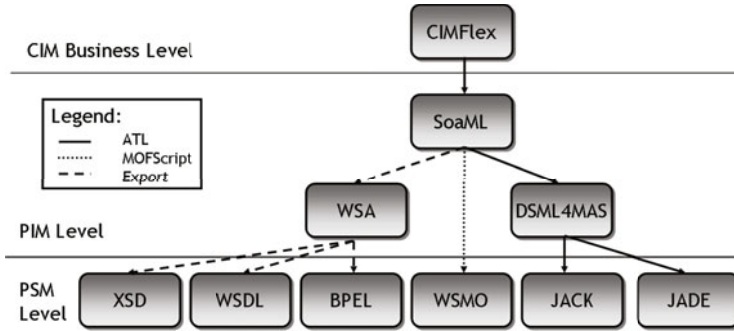 CIMFlex
CIM Business Level
Legend:
ATL
MOFScript
Export
SoaML
WSA
DSML4MAS
PIM Level
PSM
Level
XSD
WSDL
BPEL
WSMO
JACK
JADE